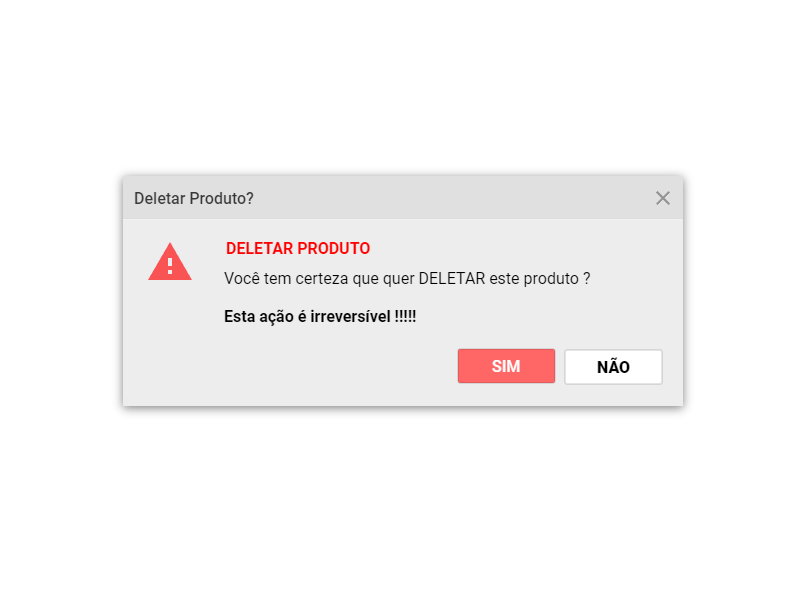 Deletar Produto?
DELETAR PRODUTO
Você tem certeza que quer DELETAR este produto ?
Esta ação é irreversível !!!!!
SIM NÃO